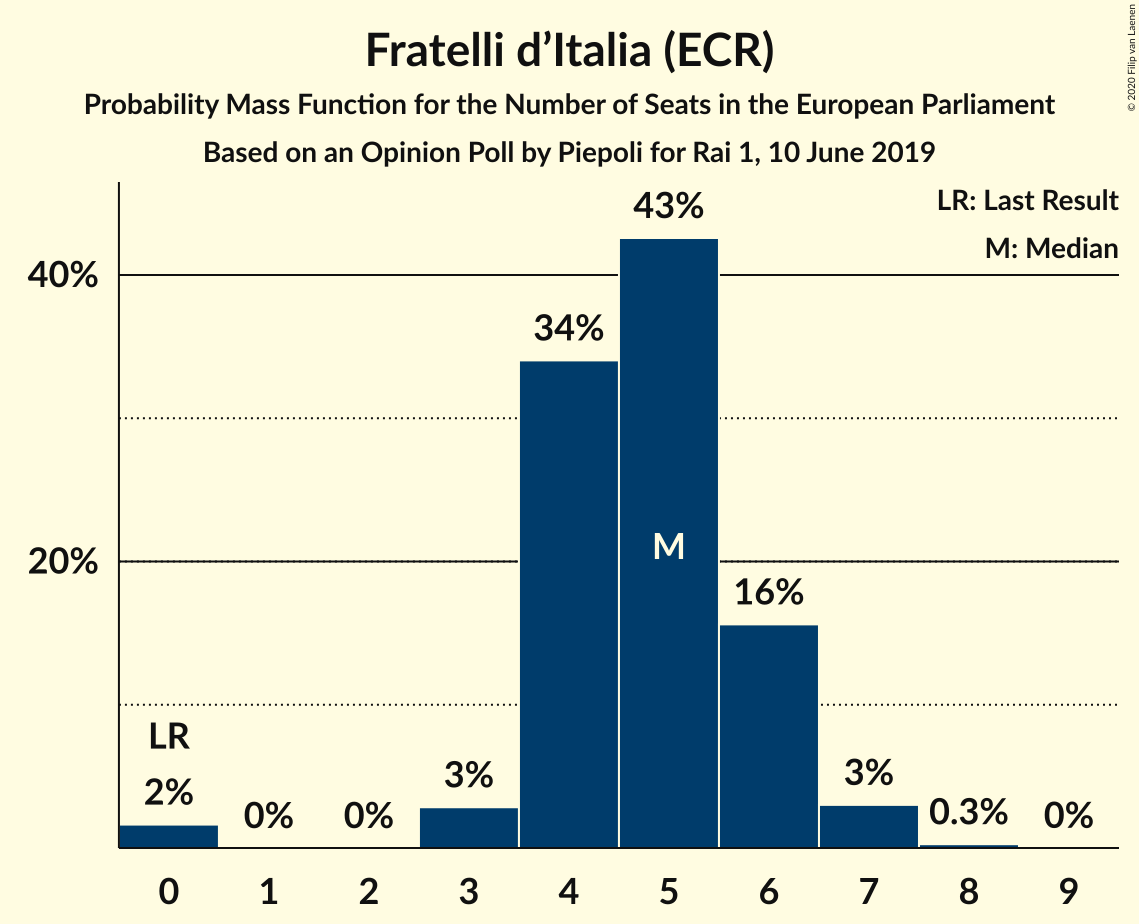 Fratelli d’Italia (ECR)
Probability Mass Function for the Number of Seats in the European Parliament
Based on an Opinion Poll by Piepoli for Rai 1, 10 June 2019
© 2020 Filip van Laenen
LR: Last Result
M: Median
43%
40%
34%
M
20%
16%
LR
2%
0%
0%
3%
3%
0.3%
0%
0 1 2 3 4 5 6 7 8 9